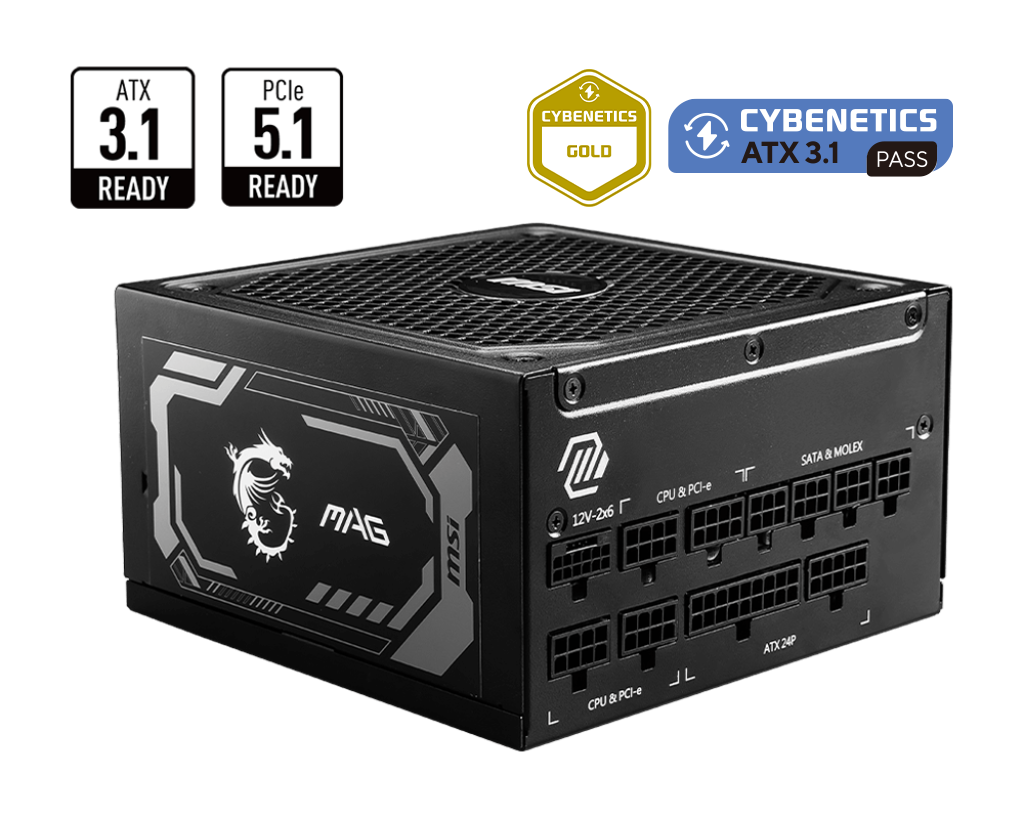 ATX
3.1
READY
PCIe
5.1
READY
CYBENETICS
GOLD
CYBENETICS
ATX 3.1
PASS
msi
MAG
msi
SATA & MOLEX
CPU & PCI-e
12V-2x6
ATX 24P
CPU & PCI-e